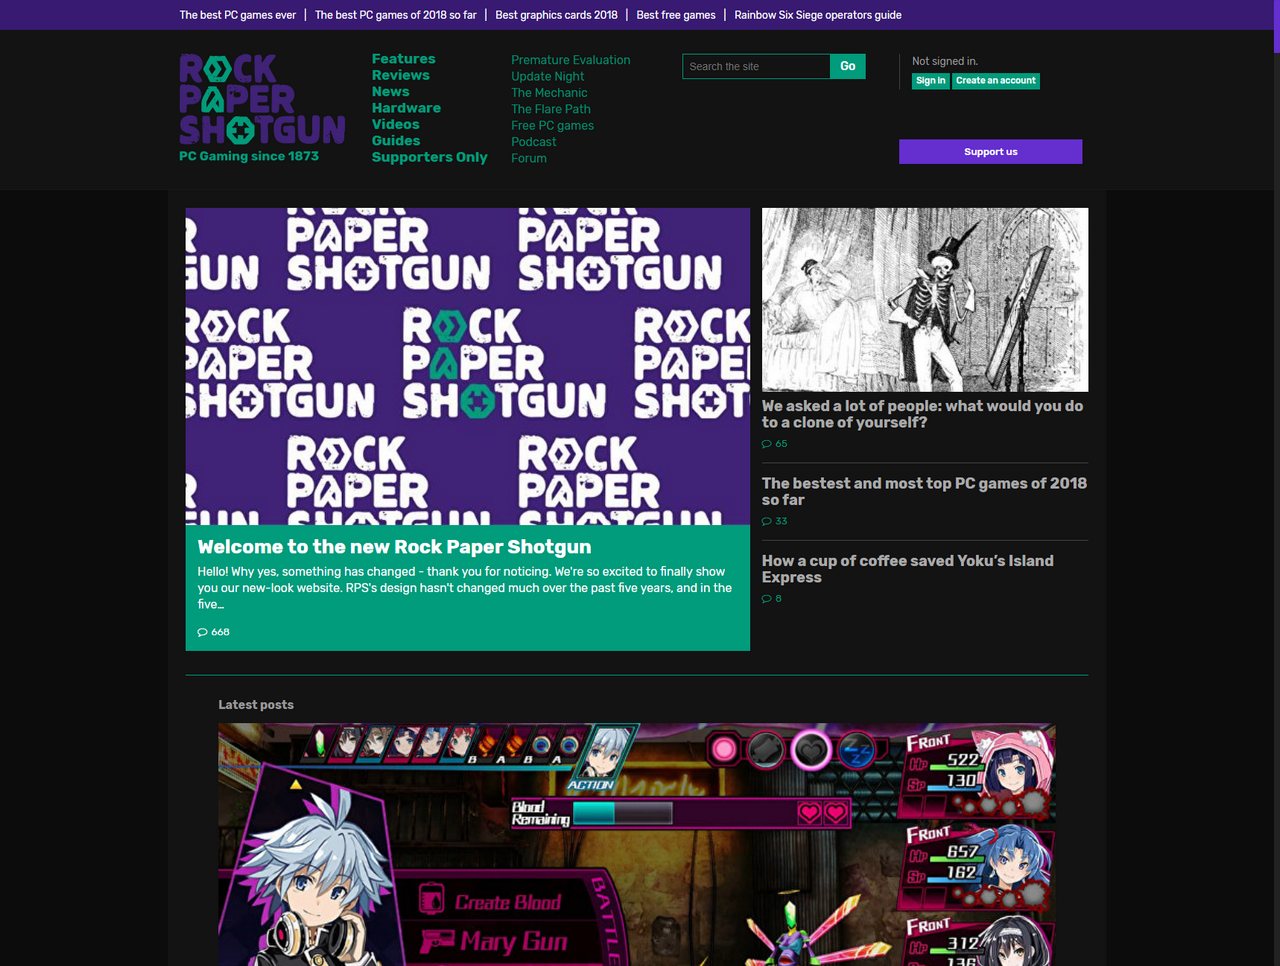 The best PC games ever | The best PC games of 2018 so far | Best graphics cards 2018 | Best free games | Rainbow Six Siege operators guide
ROCK
PAPER
SHOTGUN
PC Gaming since 1873
Features
Reviews
News
Hardware
Videos
Guides
Supporters Only
Premature Evaluation
Update Night
The Mechanic
The Flare Path
Free PC games
Podcast
Forum
Search the site
Go
Not signed in.
Sign in
Create an account
Support us
ROCK ROCK
PAPER PAPER
GUN SHOTGUN SHOTGUN
ROCK ROCK ROCK
PAPER PAPER PAPER
SHOTGUN SHOTGUN SHOTGU
ROCK ROCK
PAPER PAPER
SHOTGUN SHOTGUN
Welcome to the new Rock Paper Shotgun
Hello! Why yes, something has changed - thank you for noticing. We're so excited to finally show
you our new-look website. RPS's design hasn't changed much over the past five years, and in the
five…
668
We asked a lot of people: what would you do
to a clone of yourself?
65
The bestest and most top PC games of 2018
so far
33
How a cup of coffee saved Yoku’s Island
Express
8
Latest posts
B A B A
ACTION
Blood
Remaining
Create Blood
Mary Gun
BATTLE
FRONT
HP 522
SP 130
FRONT
HP 657
SP 162
FRONT
HP 312
136